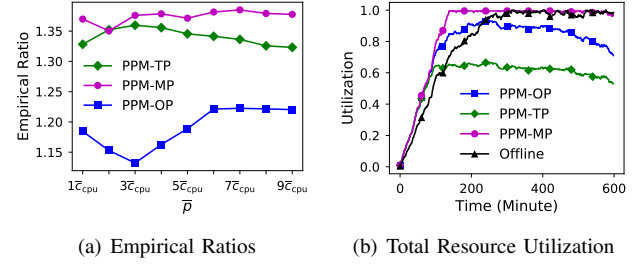 (a)
(b)
1.35
1.30
1.25
1.20
1.15
Empirical Ratio
PPM-TP
PPM-MP
PPM-OP
1c̅cpu 3c̅cpu 5c̅cpu 7c̅cpu 9c̅cpu
p̅
1.0
0.8
0.6
0.4
0.2
0.0
Utilization
PPM-OP
PPM-TP
PPM-MP
Offline
0 200 400 600
Time (Minute)
(a) Empirical Ratios
(b) Total Resource Utilization